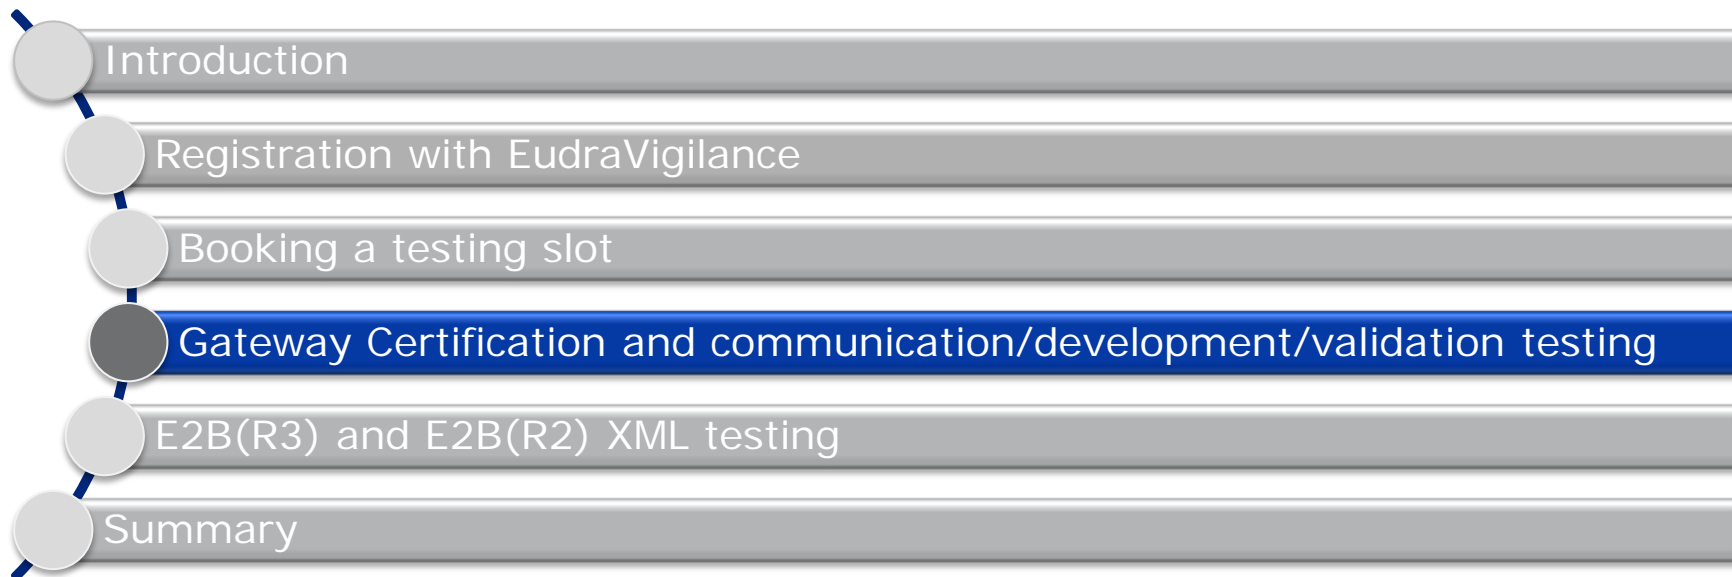 Introduction
Registration with EudraVigilance
Booking a testing slot
Gateway Certification and communication/development/validation testing
E2B(R3) and E2B(R2) XML testing
Summary